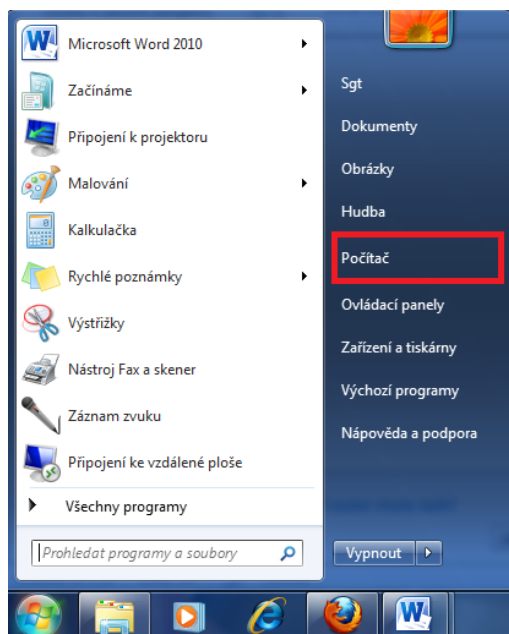 Microsoft Word 2010
Začínáme
Připojení k projektoru
Malování
Kalkulačka
Rychlé poznámky
Výstřižky
Nástroj Fax a skener
Záznam zvuku
Připojení ke vzdálené ploše
Všechny programy
Prohledat programy a soubory
Sgt
Dokumenty
Obrázky
Hudba
Počítač
Ovládací panely
Zařízení a tiskárny
Výchozí programy
Nápověda a podpora
Vypnout